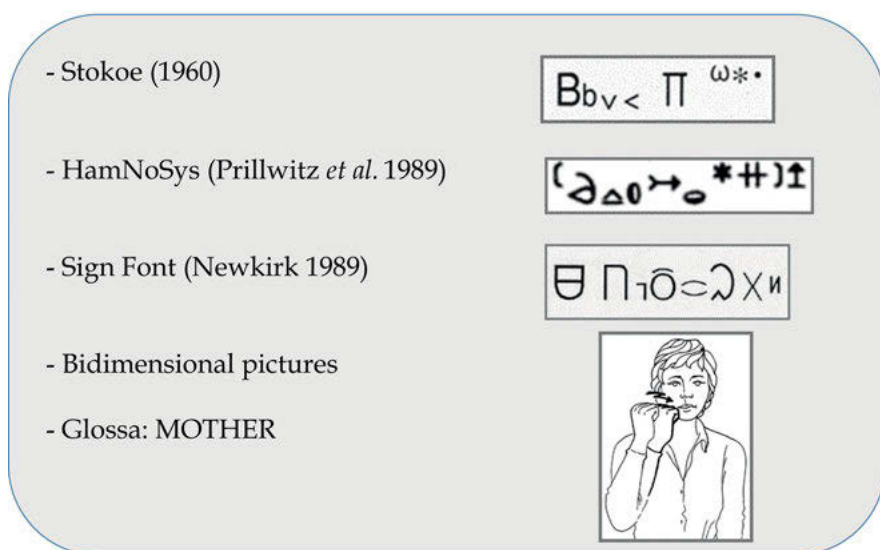 - Stokoe (1960)
- HamNoSys (Prillwitz et al. 1989)
- Sign Font (Newkirk 1989)
- Bidimensional pictures
- Glossa: MOTHER